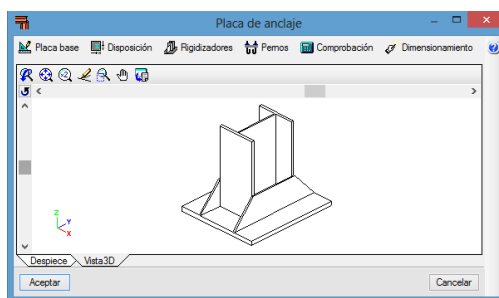 Placa de anclaje
Placa base Disposición Rigidizadores Pernos Comprobación Dimensionamiento
Z
Y
X
Despiece Vista3D
Aceptar Cancelar